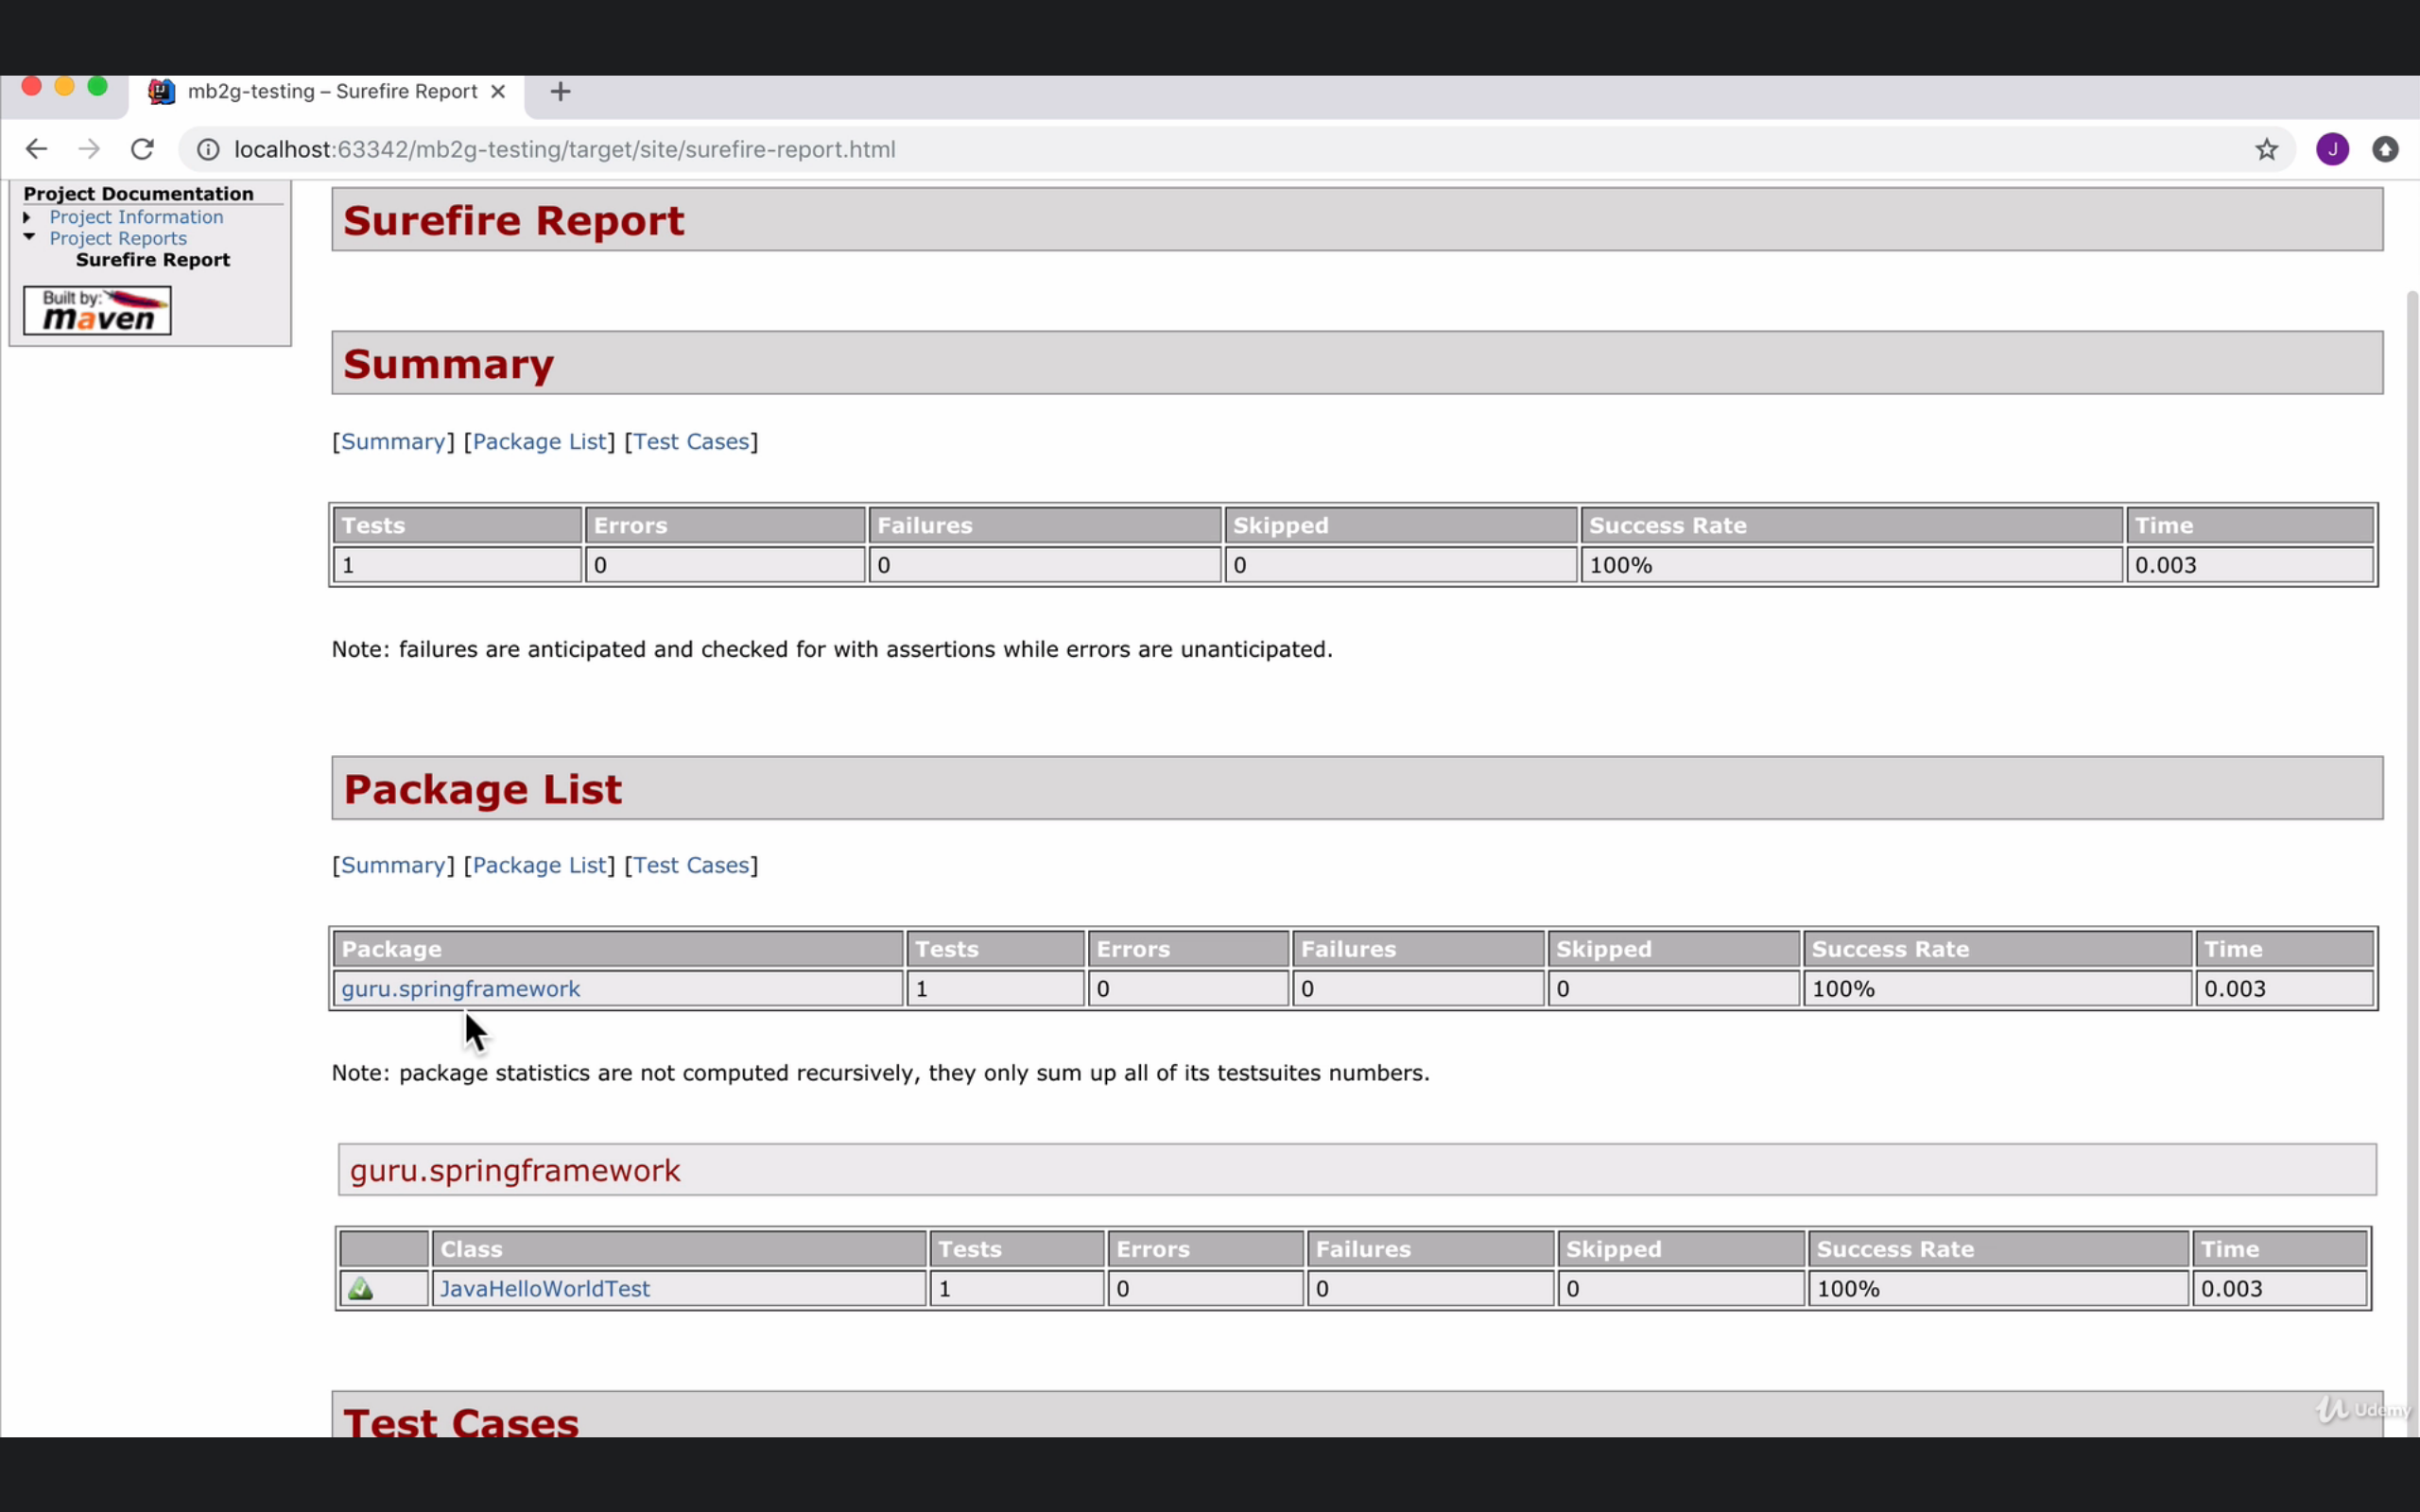 mb2g-testing – Surefire Report
localhost:63342/mb2g-testing/target/site/surefire-report.html
J
Project Documentation
Project Information
Project Reports
Surefire Report
Built by:
maven
Surefire Report
Summary
[Summary] [Package List] [Test Cases]
Tests Errors Failures Skipped Success Rate Time
1 0 0 0 100% 0.003
Note: failures are anticipated and checked for with assertions while errors are unanticipated.
Package List
[Summary] [Package List] [Test Cases]
Package Tests Errors Failures Skipped Success Rate Time
guru.springframework 1 0 0 0 100% 0.003
Note: package statistics are not computed recursively, they only sum up all of its testsuites numbers.
guru.springframework
Class Tests Errors Failures Skipped Success Rate Time
JavaHelloWorldTest 1 0 0 0 100% 0.003
Test Cases
Udemy